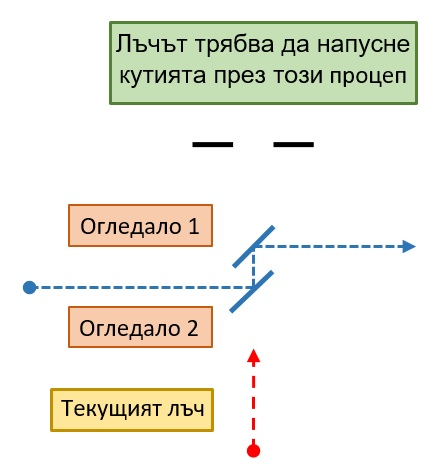 Лъчът трябва да напусне
кутията през този процеп
Огледало 1
Огледало 2
Текущият лъч